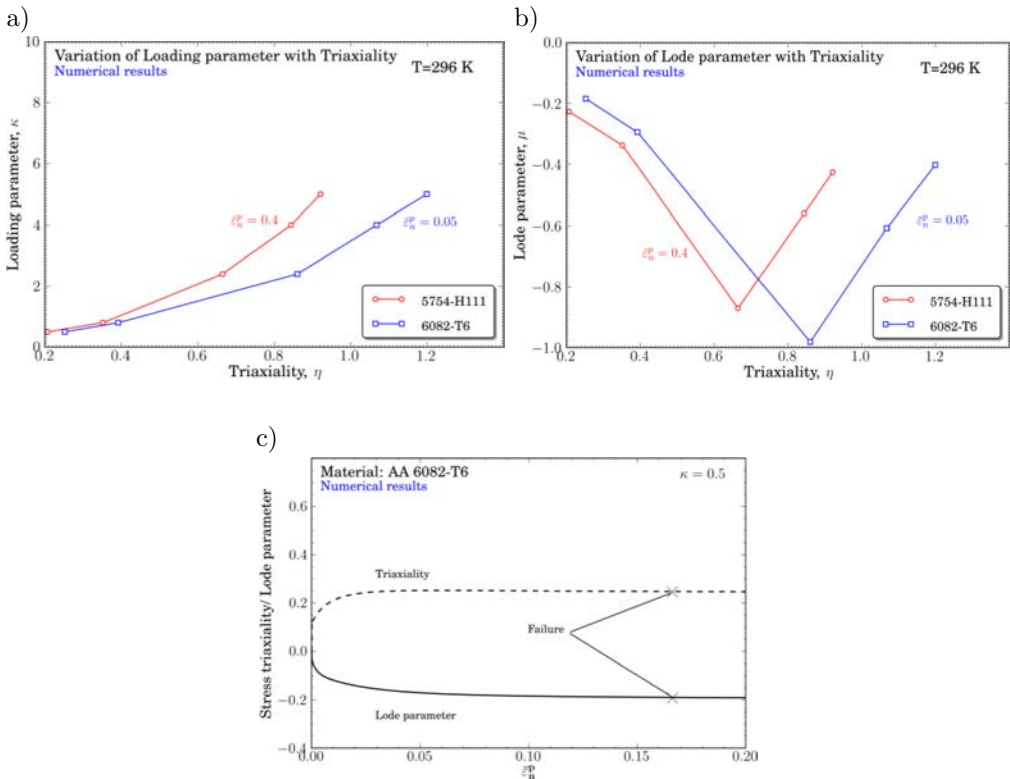 a)
Variation of Loading parameter with Triaxiality
Numerical results
T=296 K
Loading parameter, κ
10
8
6
4
2
0
ε̄ₙᵖ = 0.4
ε̄ₙᵖ = 0.05
5754-H111
6082-T6
0.2 0.4 0.6 0.8 1.0 1.2
Triaxiality, η
b)
Variation of Lode parameter with Triaxiality
Numerical results
T=296 K
Lode parameter, μ
0.0
−0.2
−0.4
−0.6
−0.8
−1.0
ε̄ₙᵖ = 0.4
ε̄ₙᵖ = 0.05
5754-H111
6082-T6
0.2 0.4 0.6 0.8 1.0 1.2
Triaxiality, η
c)
Material: AA 6082-T6
Numerical results
κ = 0.5
Stress triaxiality/ Lode parameter
0.6
0.4
0.2
0.0
−0.2
−0.4
Triaxiality
Failure
Lode parameter
0.00 0.05 0.10 0.15 0.20
ε̄ₙᵖ